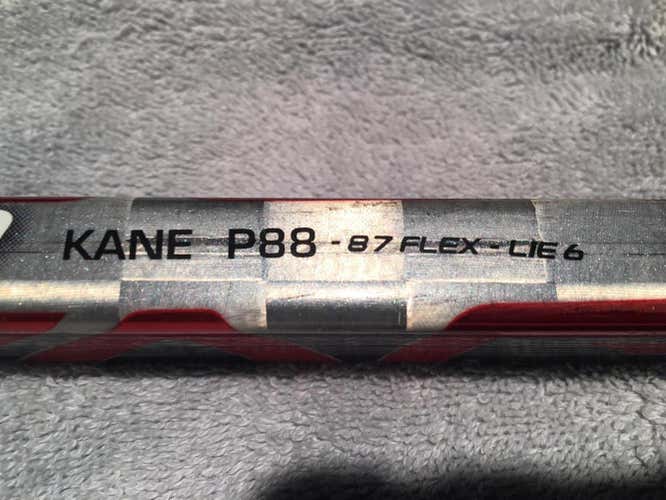 KANE P88 - 87 FLEX - LIE 6